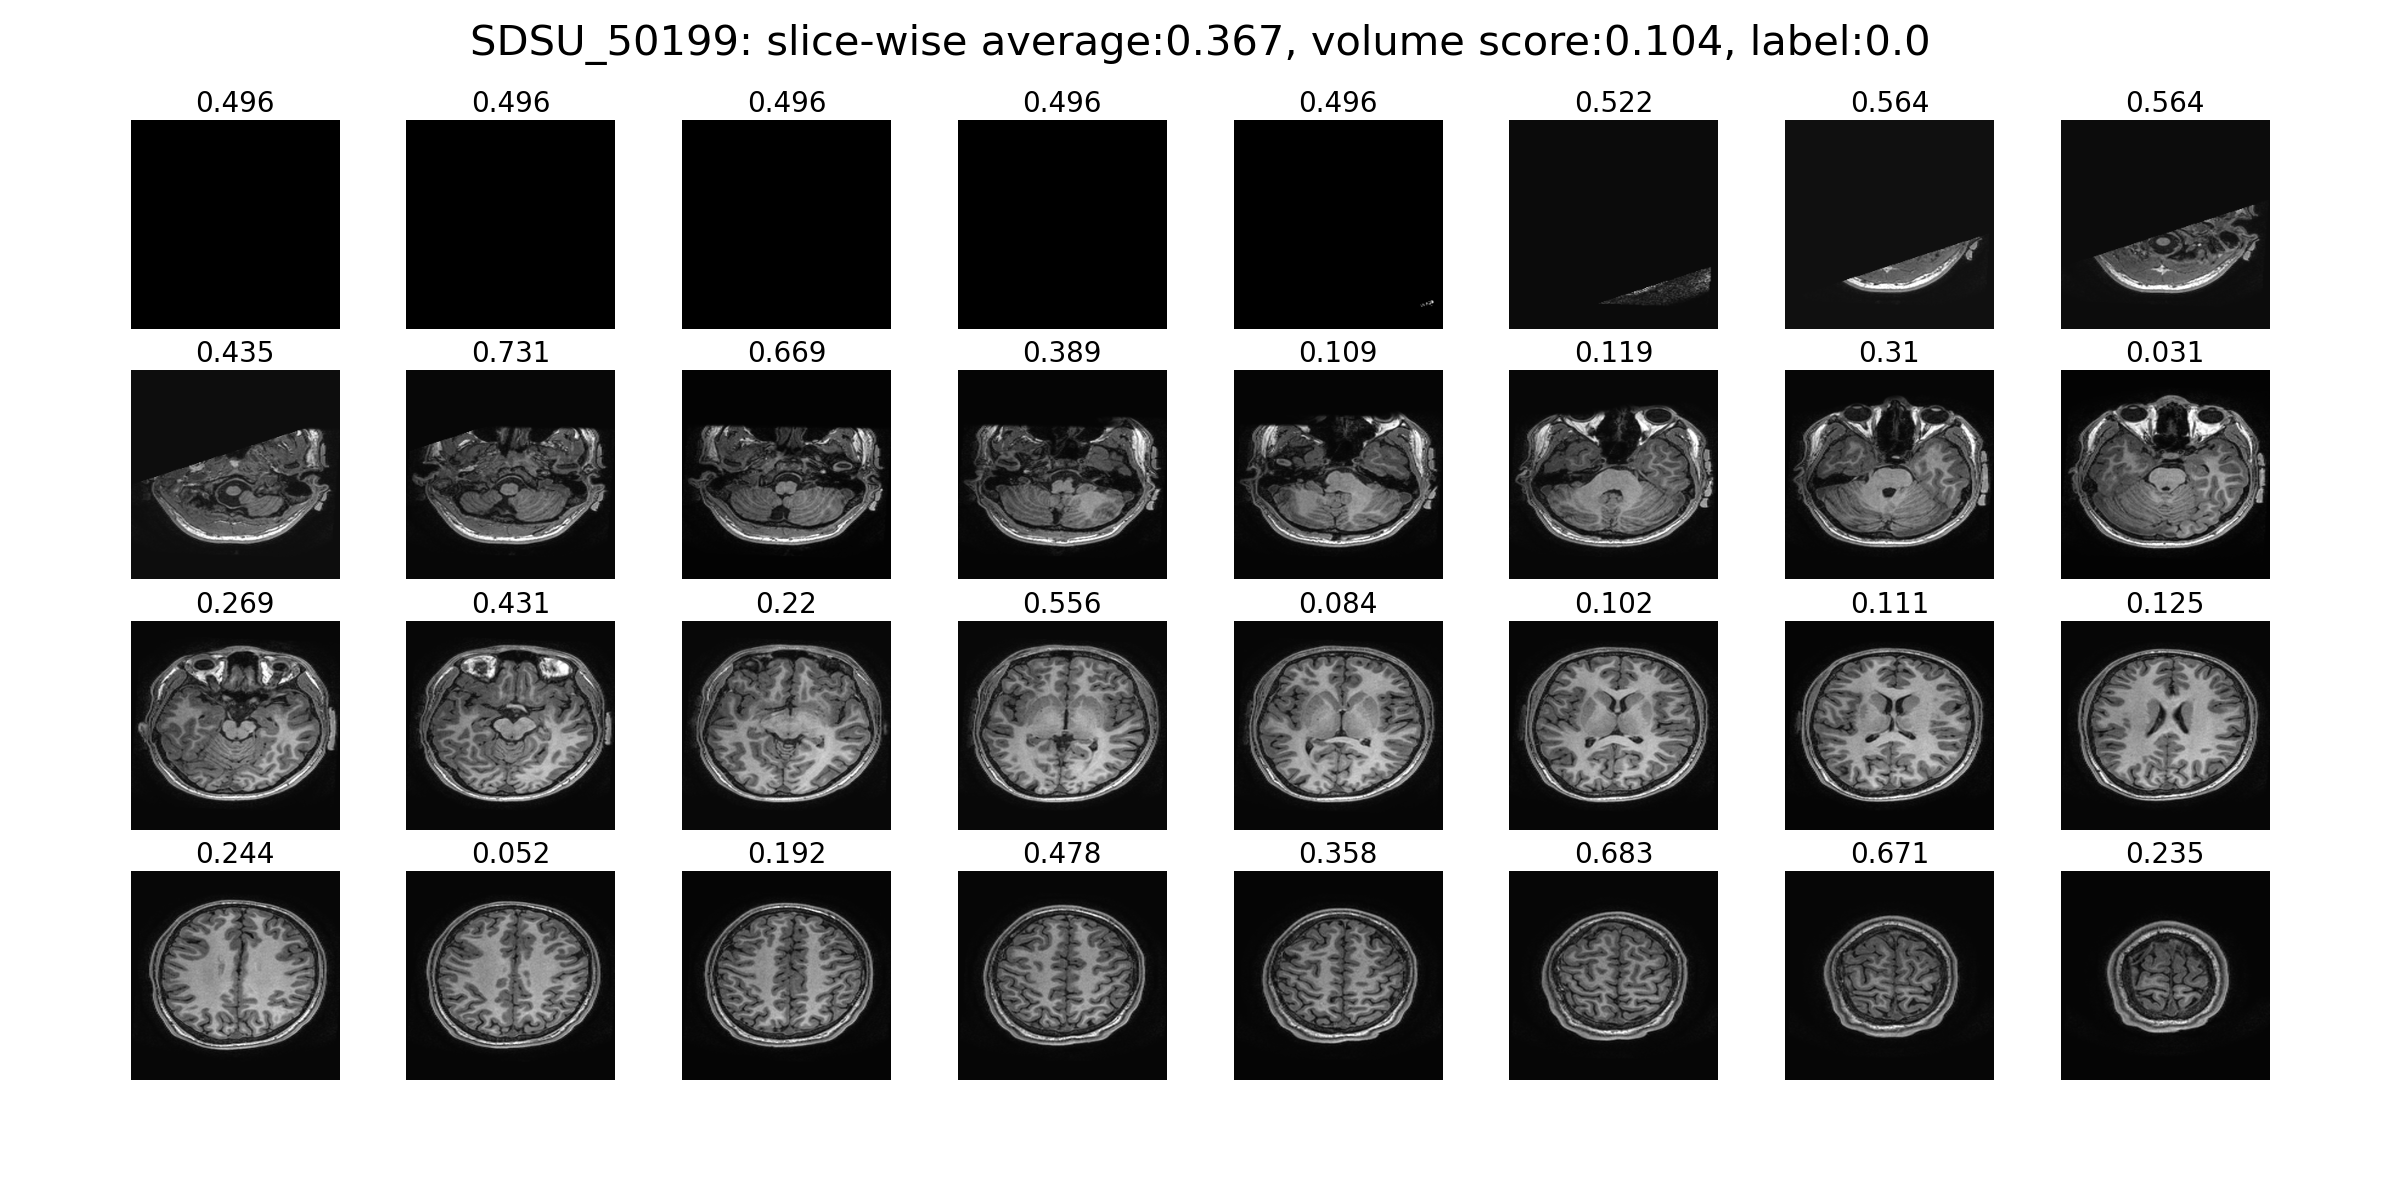 SDSU_50199: slice-wise average:0.367, volume score:0.104, label:0.0
0.496 0.496 0.496 0.496 0.496 0.522 0.564 0.564
0.435 0.731 0.669 0.389 0.109 0.119 0.31 0.031
0.269 0.431 0.22 0.556 0.084 0.102 0.111 0.125
0.244 0.052 0.192 0.478 0.358 0.683 0.671 0.235